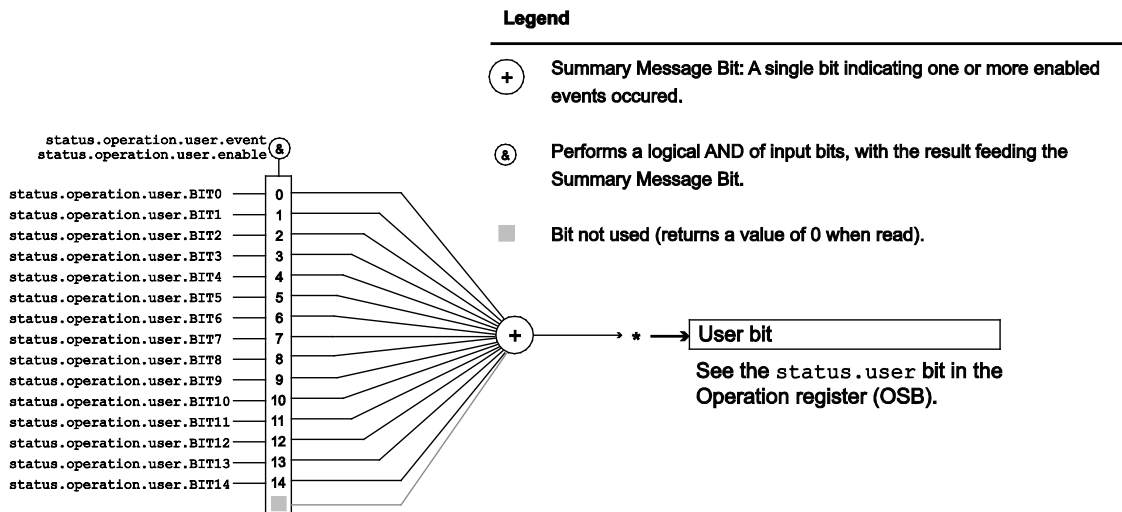 Legend
+ Summary Message Bit: A single bit indicating one or more enabled
events occured.
& Performs a logical AND of input bits, with the result feeding the
Summary Message Bit.
Bit not used (returns a value of 0 when read).
status.operation.user.event
status.operation.user.enable
&
status.operation.user.BIT0 0
status.operation.user.BIT1 1
status.operation.user.BIT2 2
status.operation.user.BIT3 3
status.operation.user.BIT4 4
status.operation.user.BIT5 5
status.operation.user.BIT6 6
status.operation.user.BIT7 7
status.operation.user.BIT8 8
status.operation.user.BIT9 9
status.operation.user.BIT10 10
status.operation.user.BIT11 11
status.operation.user.BIT12 12
status.operation.user.BIT13 13
status.operation.user.BIT14 14
+
*
User bit
See the status.user bit in the
Operation register (OSB).